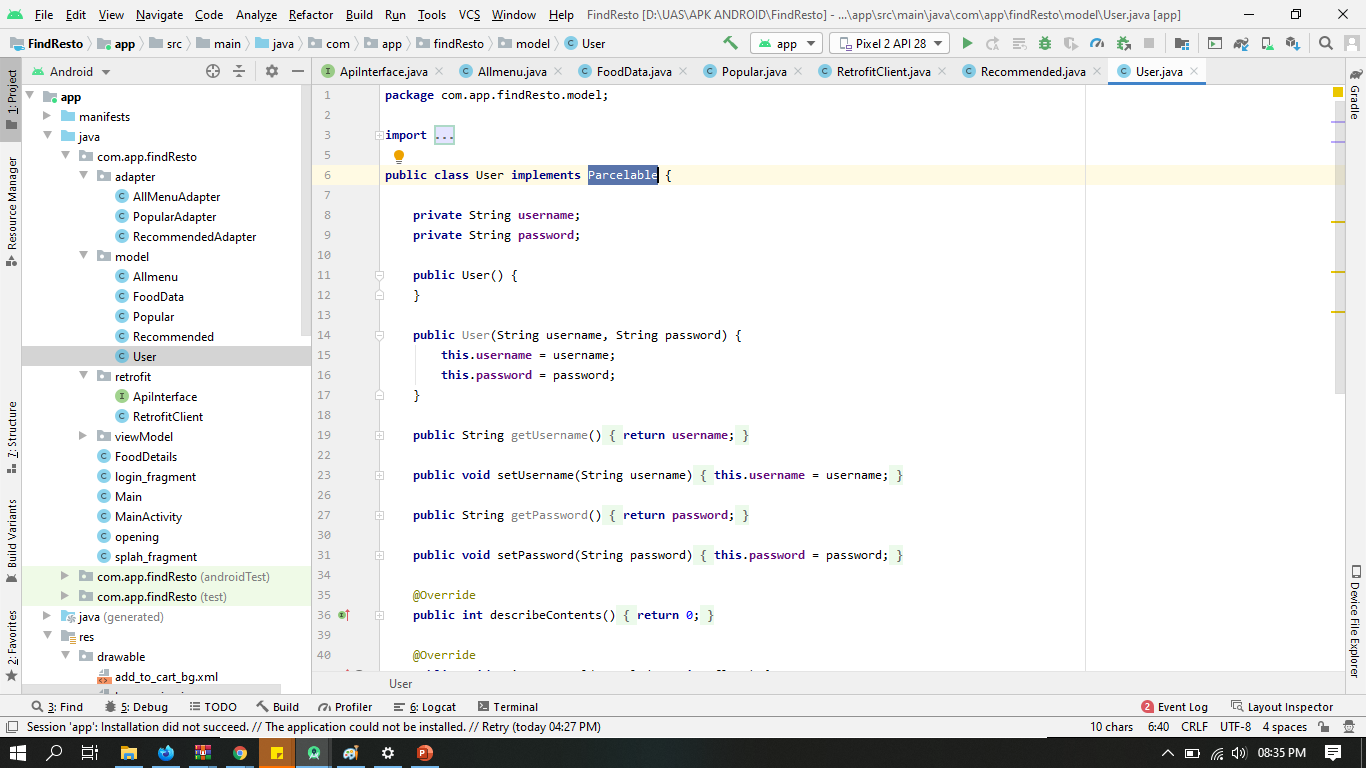 File Edit View Navigate Code Analyze Refactor Build Run Tools VCS Window Help FindResto [D:\UAS\APK ANDROID\FindResto] - ...\app\src\main\java\com\app\findResto\model\User.java [app]
FindResto app src main java com app findResto model User app Pixel 2 API 28
Android ApiInterface.java Allmenu.java FoodData.java Popular.java RetrofitClient.java Recommended.java User.java
1: Project
Resource Manager
7: Structure
Build Variants
2: Favorites
app
manifests
java
com.app.findResto
adapter
AllMenuAdapter
PopularAdapter
RecommendedAdapter
model
Allmenu
FoodData
Popular
Recommended
User
retrofit
ApiInterface
RetrofitClient
viewModel
FoodDetails
login_fragment
Main
MainActivity
opening
splah_fragment
com.app.findResto (androidTest)
com.app.findResto (test)
java (generated)
res
drawable
add_to_cart_bg.xml
1 package com.app.findResto.model;
2
3 import ...
5
6 public class User implements Parcelable {
7
8 private String username;
9 private String password;
10
11 public User() {
12 }
13
14 public User(String username, String password) {
15 this.username = username;
16 this.password = password;
17 }
18
19 public String getUsername() { return username; }
22
23 public void setUsername(String username) { this.username = username; }
26
27 public String getPassword() { return password; }
30
31 public void setPassword(String password) { this.password = password; }
34
35 @Override
36 public int describeContents() { return 0; }
39
40 @Override
User
Gradle
Device File Explorer
3: Find 5: Debug TODO Build Profiler 6: Logcat Terminal 2 Event Log Layout Inspector
Session 'app': Installation did not succeed. // The application could not be installed. // Retry (today 04:27 PM) 10 chars 6:40 CRLF UTF-8 4 spaces
08:35 PM